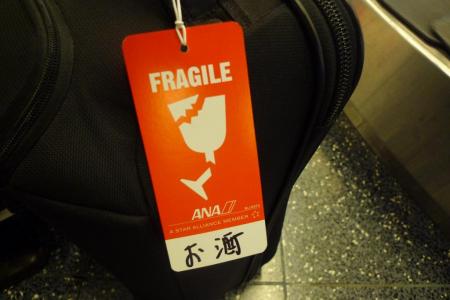 FRAGILE
ANA
A STAR ALLIANCE MEMBER
お酒